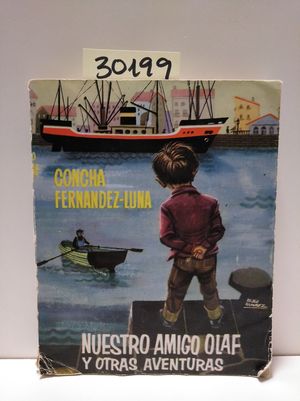 30199
CONCHA
FERNANDEZ-LUNA
NUESTRO AMIGO OLAF
Y OTRAS AVENTURAS